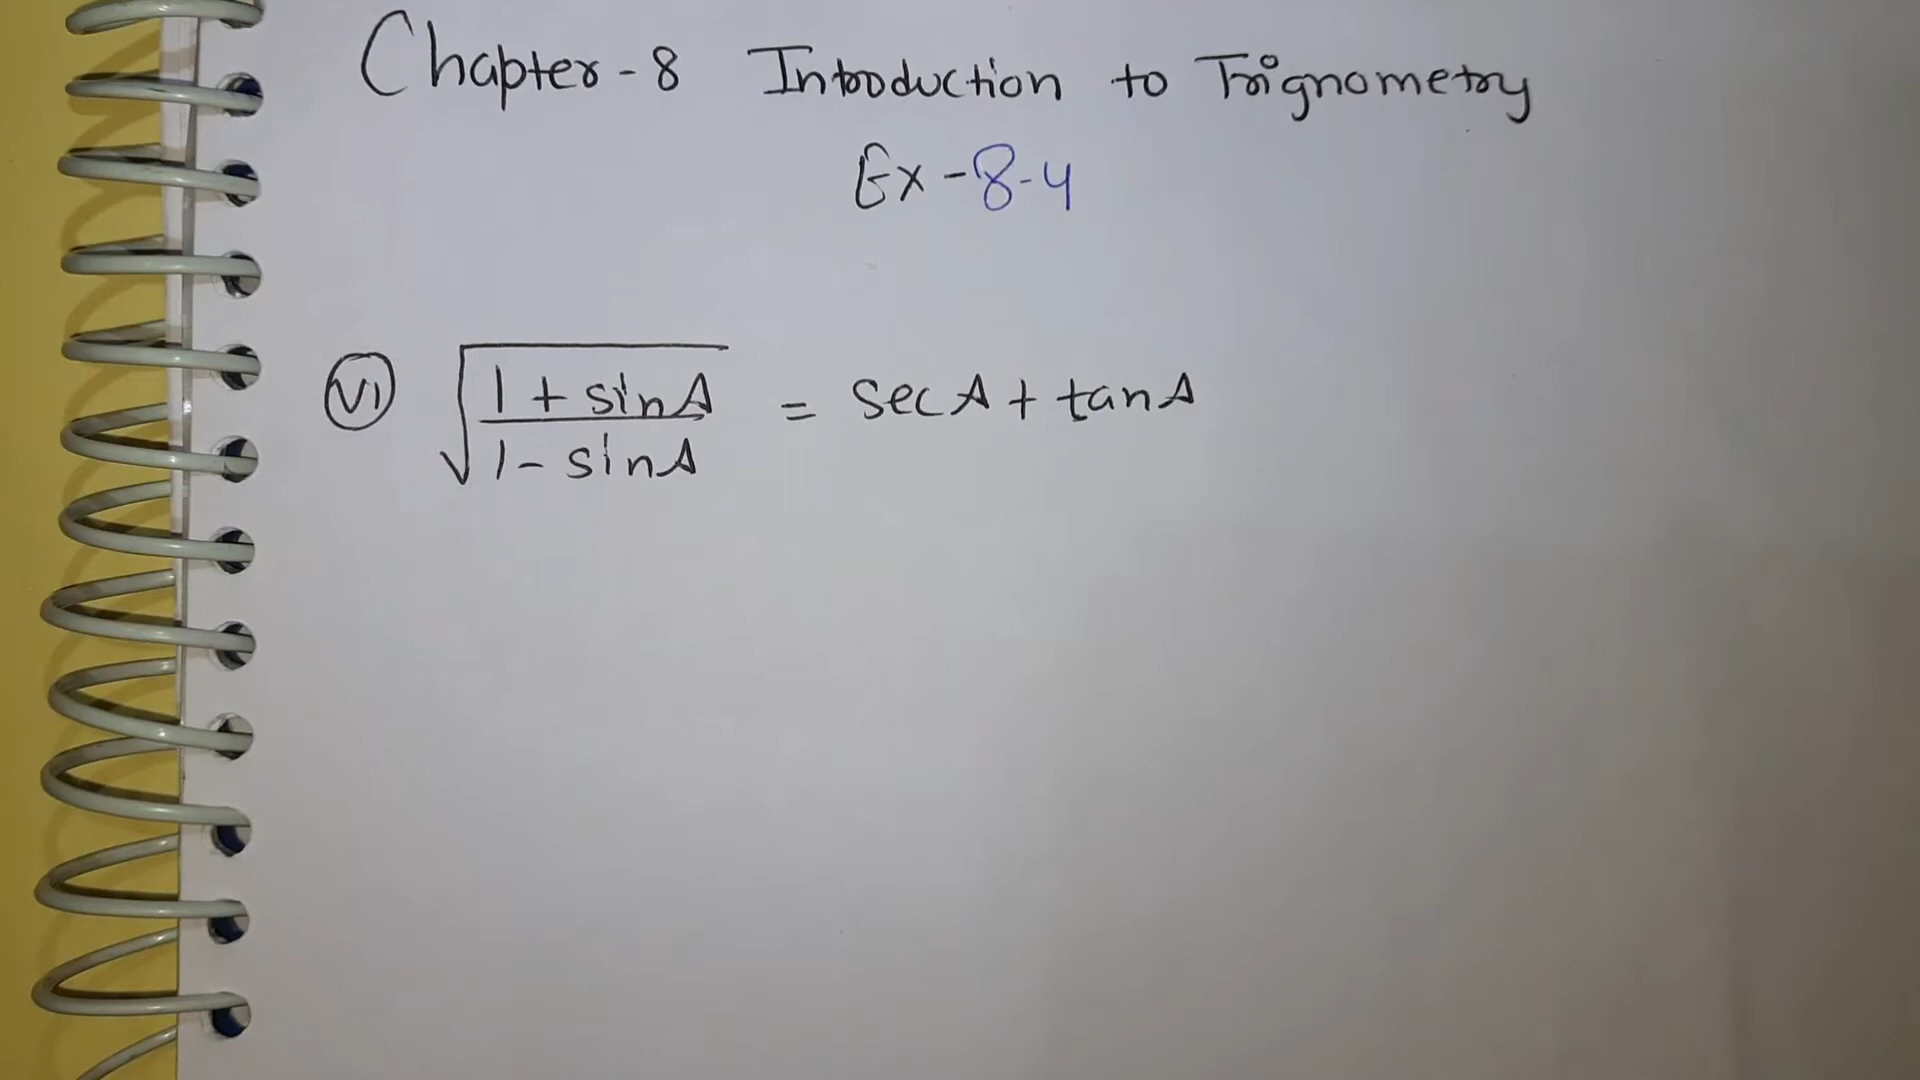 Chapter-8 Introduction to Trignometry
Ex-8.4
(vi) √(1+sinA / 1-sinA) = secA + tanA